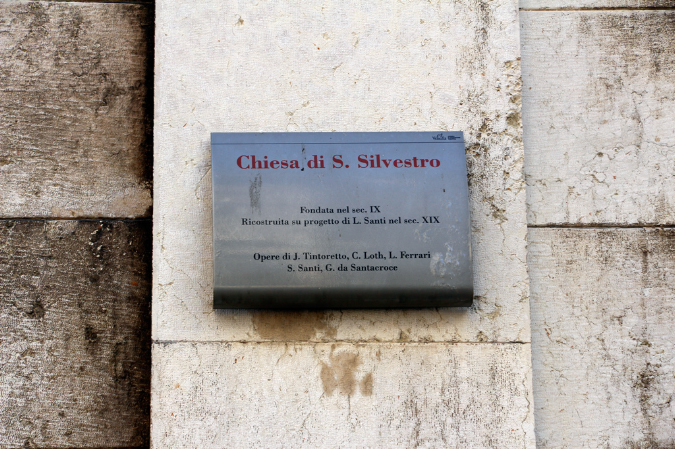 Chiesa di S. Silvestro
Fondata nel sec. IX
Ricostruita su progetto di L. Santi nel sec. XIX
Opere di J. Tintoretto, C. Loth, L. Ferrari
S. Santi, G. da Santacroce